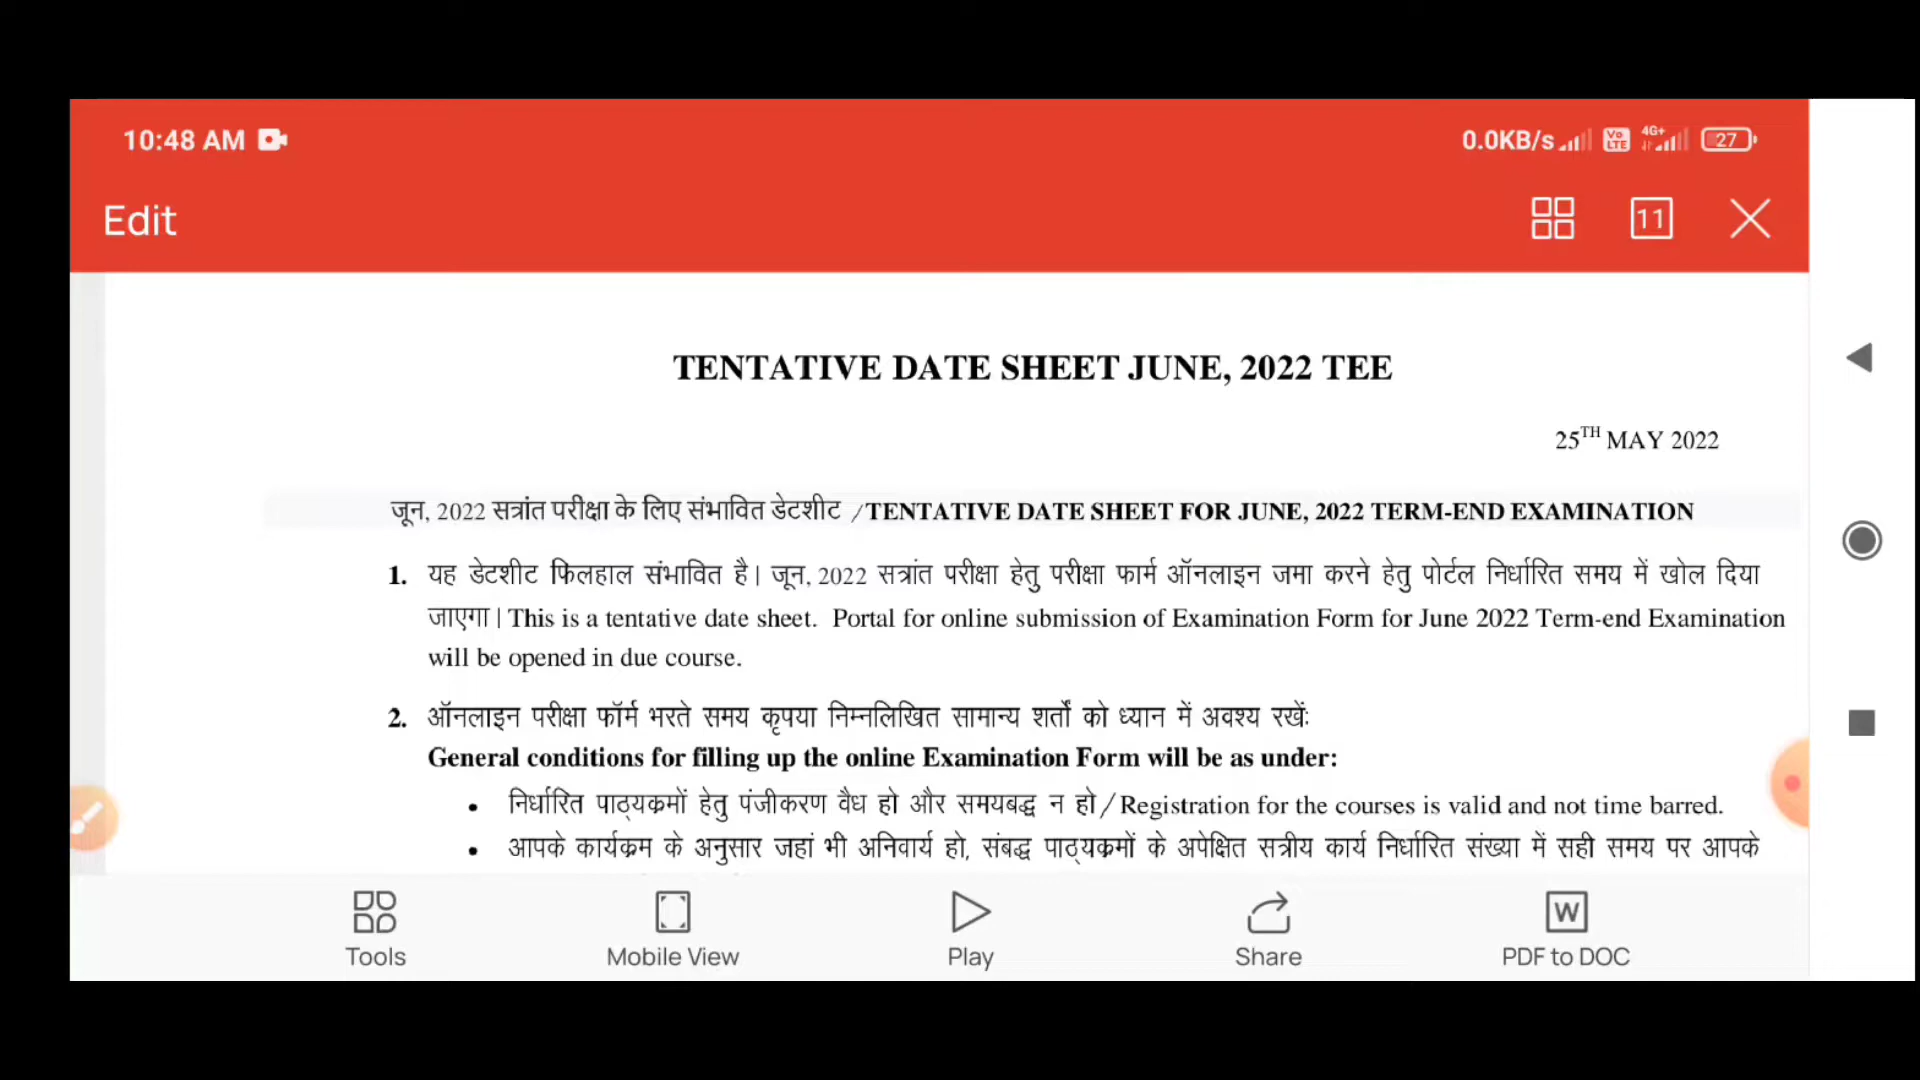 10:48 AM
0.0KB/s Vo LTE 4G+ 27
Edit
11
TENTATIVE DATE SHEET JUNE, 2022 TEE
25TH MAY 2022
जून, 2022 सत्रांत परीक्षा के लिए संभावित डेटशीट /TENTATIVE DATE SHEET FOR JUNE, 2022 TERM-END EXAMINATION
1. यह डेटशीट फिलहाल संभावित है। जून, 2022 सत्रांत परीक्षा हेतु परीक्षा फार्म ऑनलाइन जमा करने हेतु पोर्टल निर्धारित समय में खोल दिया
जाएगा। This is a tentative date sheet. Portal for online submission of Examination Form for June 2022 Term-end Examination
will be opened in due course.
2. ऑनलाइन परीक्षा फॉर्म भरते समय कृपया निम्नलिखित सामान्य शर्तों को ध्यान में अवश्य रखें:
General conditions for filling up the online Examination Form will be as under:
• निर्धारित पाठ्यक्रमों हेतु पंजीकरण वैध हो और समयबद्ध न हो/Registration for the courses is valid and not time barred.
• आपके कार्यक्रम के अनुसार जहां भी अनिवार्य हो, संबद्ध पाठ्यक्रमों के अपेक्षित सत्रीय कार्य निर्धारित संख्या में सही समय पर आपके
Tools
Mobile View
Play
Share
W
PDF to DOC